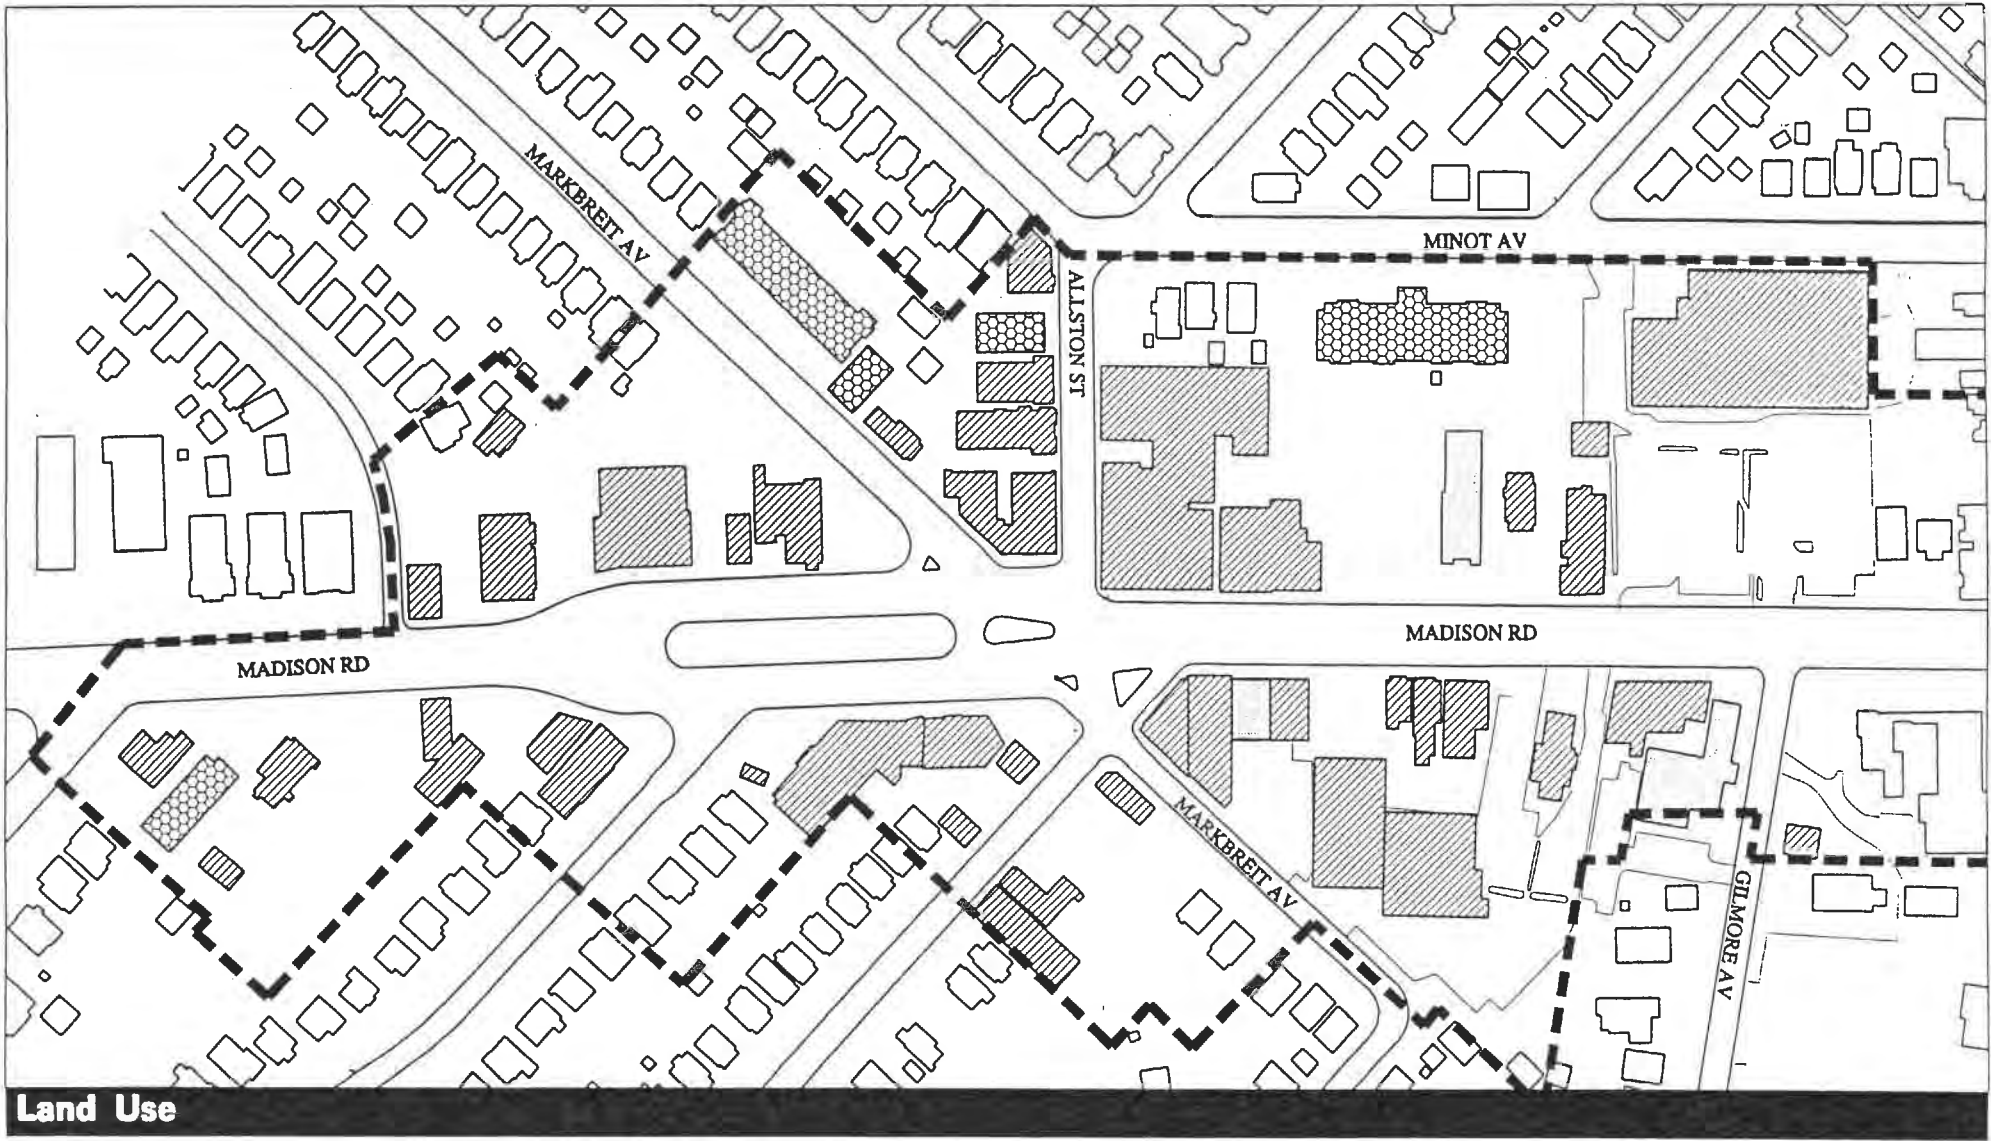 MARKBREIT AV
MINOT AV
ALLSTON ST
MADISON RD
MADISON RD
MARKBREIT AV
GILMORE AV
Land Use